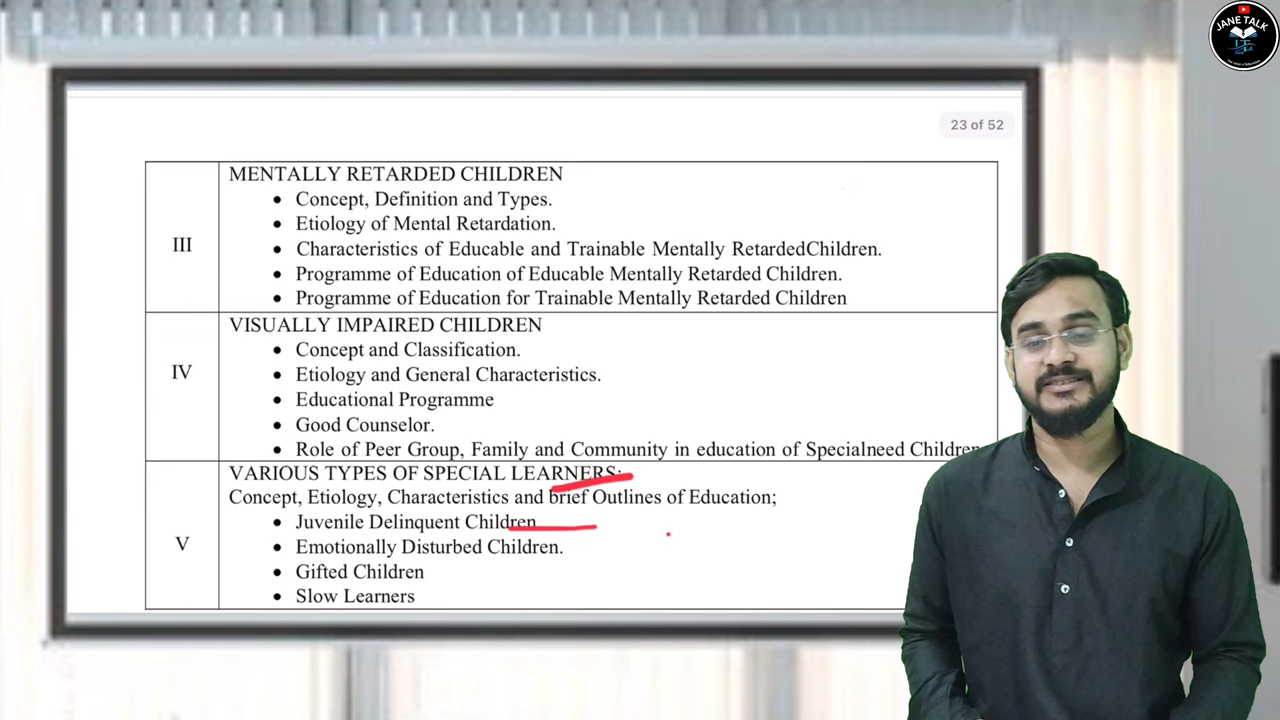 JANE TALK
23 of 52
MENTALLY RETARDED CHILDREN
• Concept, Definition and Types.
• Etiology of Mental Retardation.
III
• Characteristics of Educable and Trainable Mentally RetardedChildren.
• Programme of Education of Educable Mentally Retarded Children.
• Programme of Education for Trainable Mentally Retarded Children
VISUALLY IMPAIRED CHILDREN
• Concept and Classification.
IV
• Etiology and General Characteristics.
• Educational Programme
• Good Counselor.
• Role of Peer Group, Family and Community in education of Specialneed Children
VARIOUS TYPES OF SPECIAL LEARNERS:
Concept, Etiology, Characteristics and brief Outlines of Education;
• Juvenile Delinquent Children
V
• Emotionally Disturbed Children.
• Gifted Children
• Slow Learners